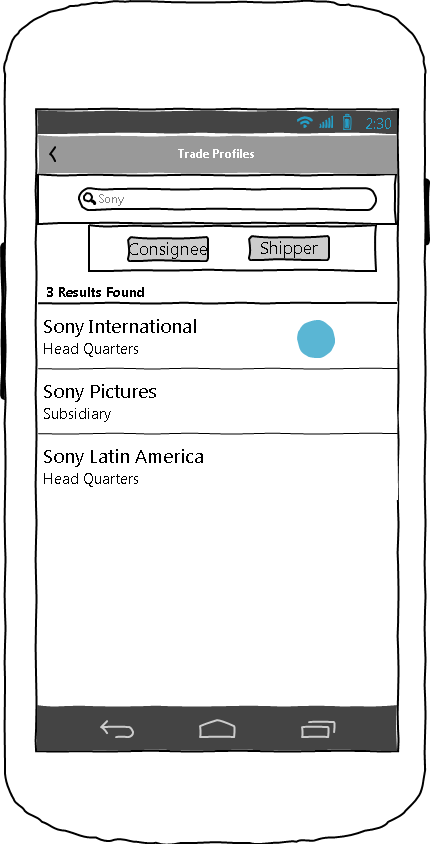 2:30
Trade Profiles
Sony
Consignee Shipper
3 Results Found
Sony International
Head Quarters
Sony Pictures
Subsidiary
Sony Latin America
Head Quarters